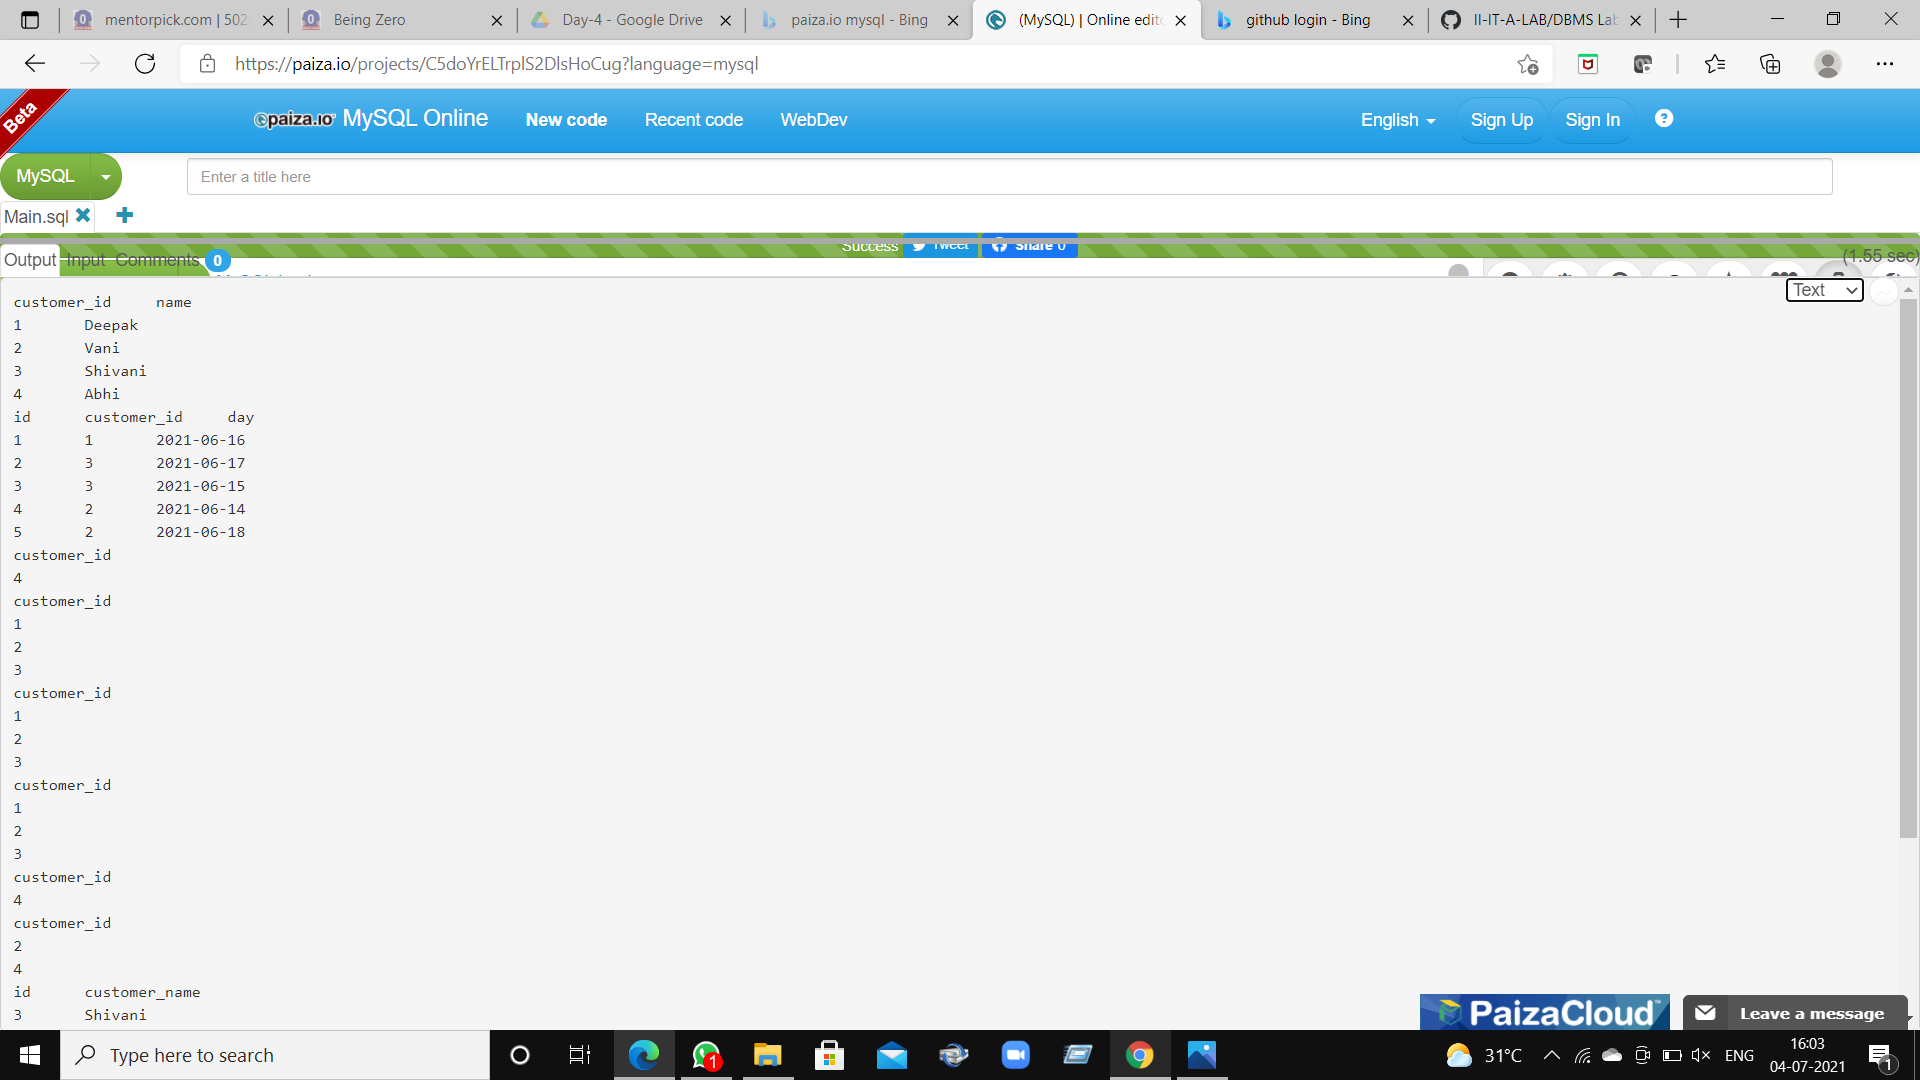 mentorpick.com | 502
Being Zero
Day-4 - Google Drive
paiza.io mysql - Bing
(MySQL) | Online edito
github login - Bing
II-IT-A-LAB/DBMS Lab
https://paiza.io/projects/C5doYrELTrplS2DlsHoCug?language=mysql
Beta
paiza.IO MySQL Online
New code
Recent code
WebDev
English
Sign Up
Sign In
?
MySQL
Enter a title here
Main.sql
Success
Tweet
Share 0
Output Input Comments 0
(1.55 sec)
Text
customer_id name
1 Deepak
2 Vani
3 Shivani
4 Abhi
id customer_id day
1 1 2021-06-16
2 3 2021-06-17
3 3 2021-06-15
4 2 2021-06-14
5 2 2021-06-18
customer_id
4
customer_id
1
2
3
customer_id
1
2
3
customer_id
1
2
3
customer_id
4
customer_id
2
4
id customer_name
3 Shivani
PaizaCloud
Leave a message
Type here to search
1
31°C
ENG
16:03
04-07-2021
1